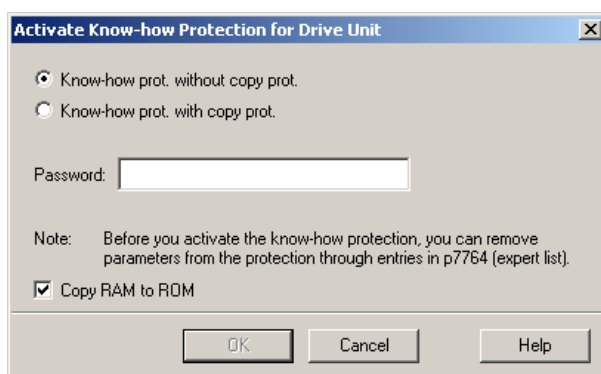 Activate Know-how Protection for Drive Unit
Know-how prot. without copy prot.
Know-how prot. with copy prot.
Password:
Note: Before you activate the know-how protection, you can remove
parameters from the protection through entries in p7764 (expert list).
Copy RAM to ROM
OK Cancel Help